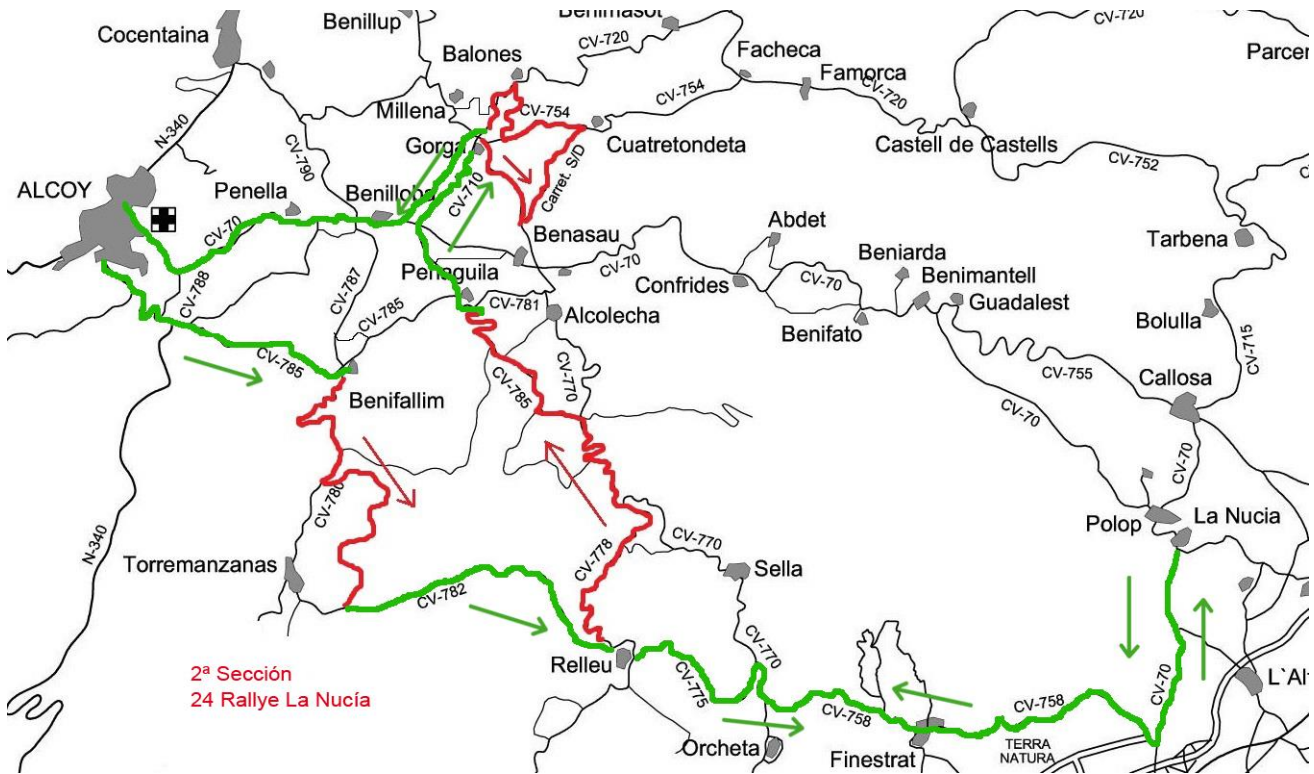 Benillup
Benimasot
CV-720
CV-720
Cocentaina
Balones
Facheca
Parcen
Famorca
Millena
CV-754
CV-754
CV-720
N-340
Gorga
Cuatretondeta
Castell de Castells
CV-790
CV-752
ALCOY
Penella
Benilloba
CV-710
Carret. S/D
CV-70
Abdet
Benasau
Tarbena
Beniarda
Penaguila
CV-70
Confrides
CV-70
Benimantell
CV-788
CV-787
Guadalest
CV-785
CV-781
Alcolecha
Benifato
Bolulla
CV-715
CV-785
CV-770
CV-755
Callosa
CV-785
Benifallim
CV-70
CV-70
CV-780
Polop
La Nucia
N-340
CV-770
Torremanzanas
CV-778
Sella
CV-782
Relleu
CV-770
2ª Sección
24 Rallye La Nucía
CV-775
CV-70
L`Al
CV-758
CV-758
Orcheta
Finestrat
TERRA
NATURA